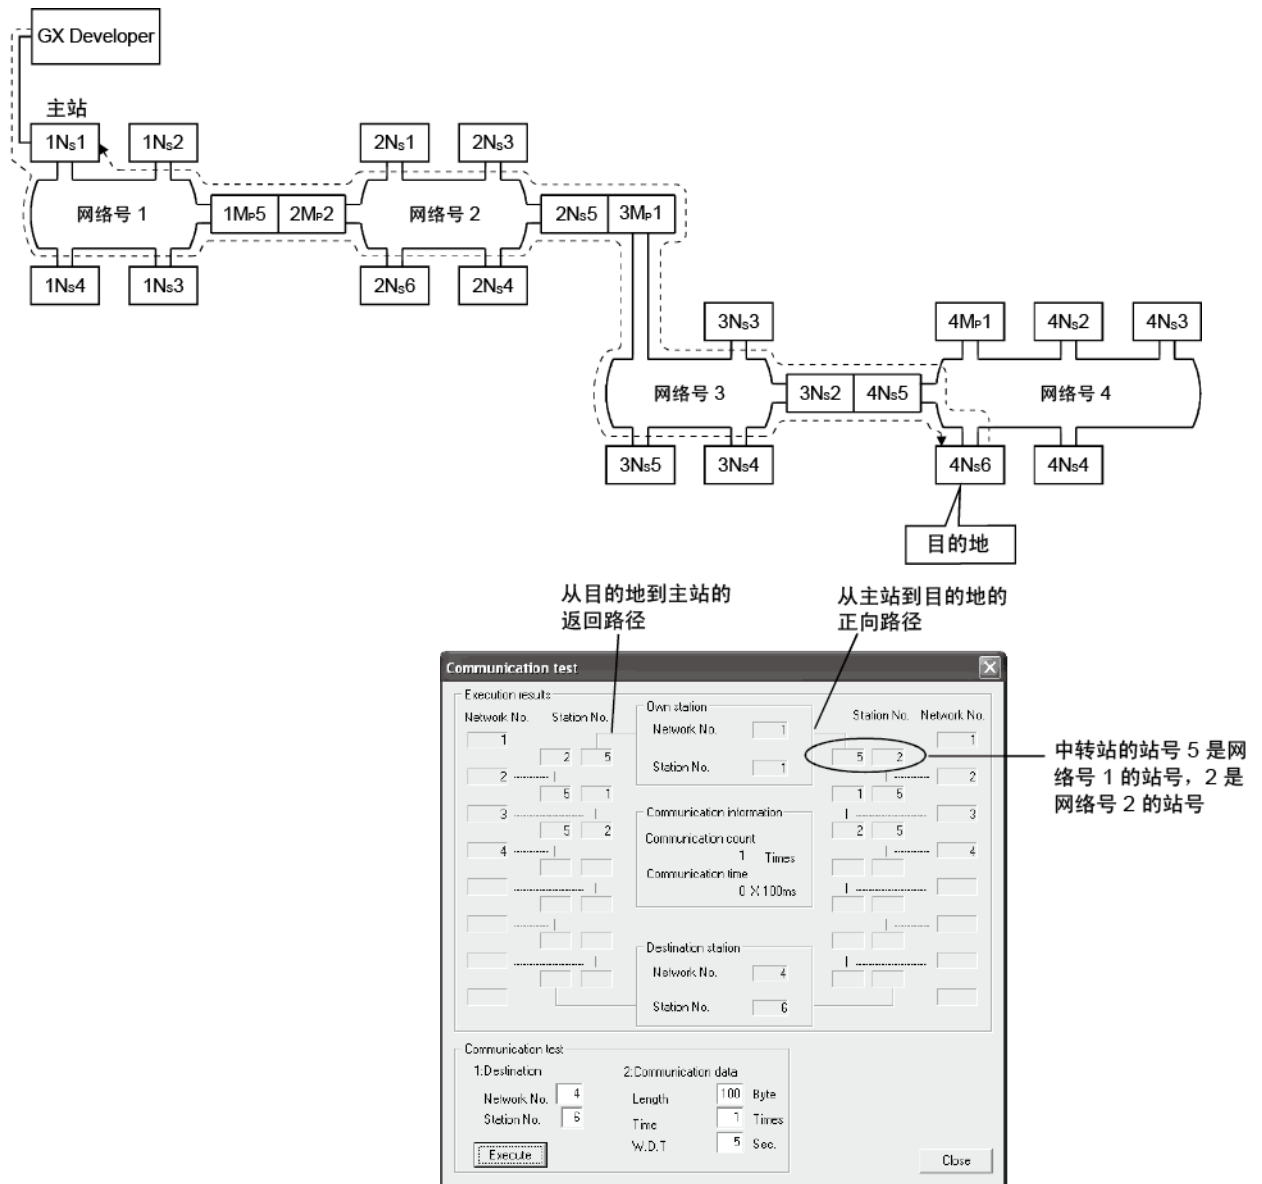 GX Developer
主站
1Ns1
1Ns2
2Ns1
2Ns3
网络号 1
1MP5
2MP2
网络号 2
2Ns5
3MP1
1Ns4
1Ns3
2Ns6
2Ns4
3Ns3
4MP1
4Ns2
4Ns3
网络号 3
3Ns2
4Ns5
网络号 4
3Ns5
3Ns4
4Ns6
4Ns4
目的地
从目的地到主站的
返回路径
从主站到目的地的
正向路径
Communication test
Execution results
Network No. Station No.
1
2 5
2
5 1
3
5 2
4
Own station
Network No. 1
Station No. 1
Communication information
Communication count
1 Times
Communication time
0 X 100ms
Destination station
Network No. 4
Station No. 6
Station No. Network No.
1
5 2
2
1 5
3
2 5
4
中转站的站号 5 是网
络号 1 的站号，2 是
网络号 2 的站号
Communication test
1:Destination
Network No. 4
Station No. 6
Execute
2:Communication data
Length 100 Byte
Time 1 Times
W.D.T 5 Sec.
Close